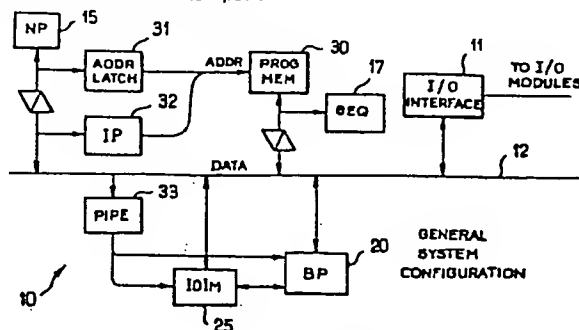 NP
15
31
ADDR
LATCH
ADDR
30
PROG
MEM
17
SEQ
11
I/O
INTERFACE
TO I/O
MODULES
32
IP
DATA
12
33
PIPE
10
IOIM
25
20
BP
GENERAL
SYSTEM
CONFIGURATION